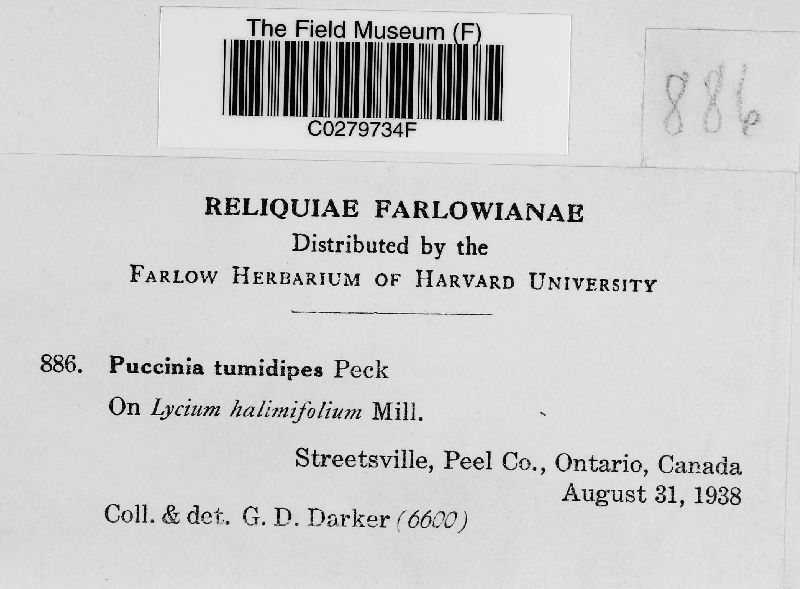 The Field Museum (F)
C0279734F
886
RELIQUIAE FARLOWIANAE
Distributed by the
FARLOW HERBARIUM OF HARVARD UNIVERSITY
886. Puccinia tumidipes Peck
On Lycium halimifolium Mill.
Streetsville, Peel Co., Ontario, Canada
August 31, 1938
Coll. & det. G. D. Darker (6600)